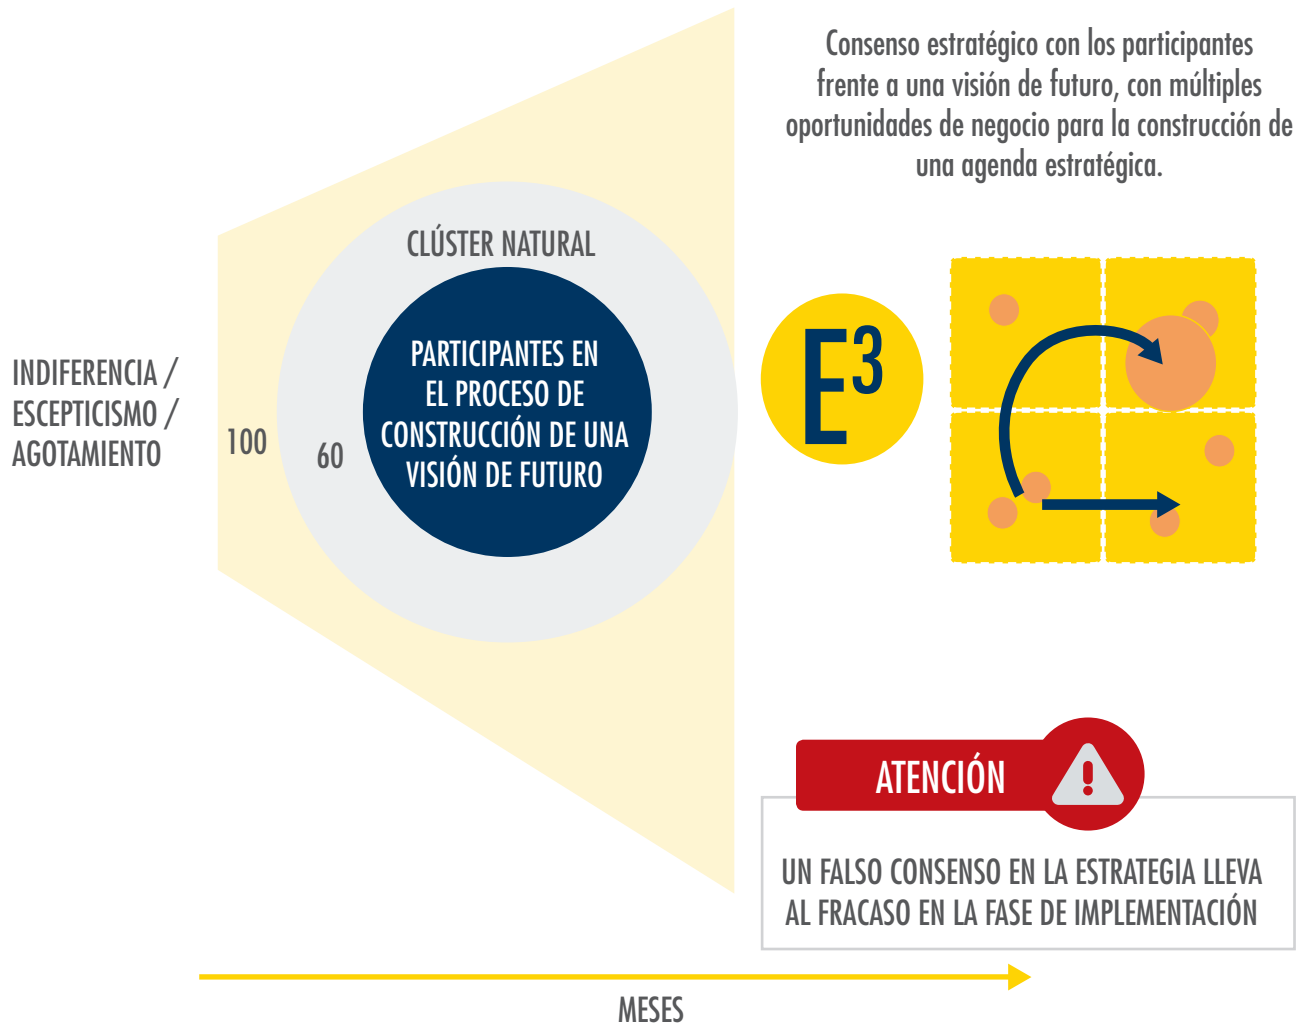 Consenso estratégico con los participantes
frente a una visión de futuro, con múltiples
oportunidades de negocio para la construcción de
una agenda estratégica.
CLÚSTER NATURAL
PARTICIPANTES EN
EL PROCESO DE
CONSTRUCCIÓN DE UNA
VISIÓN DE FUTURO
INDIFERENCIA /
ESCEPTICISMO /
AGOTAMIENTO
100
60
E³
ATENCIÓN
UN FALSO CONSENSO EN LA ESTRATEGIA LLEVA
AL FRACASO EN LA FASE DE IMPLEMENTACIÓN
MESES